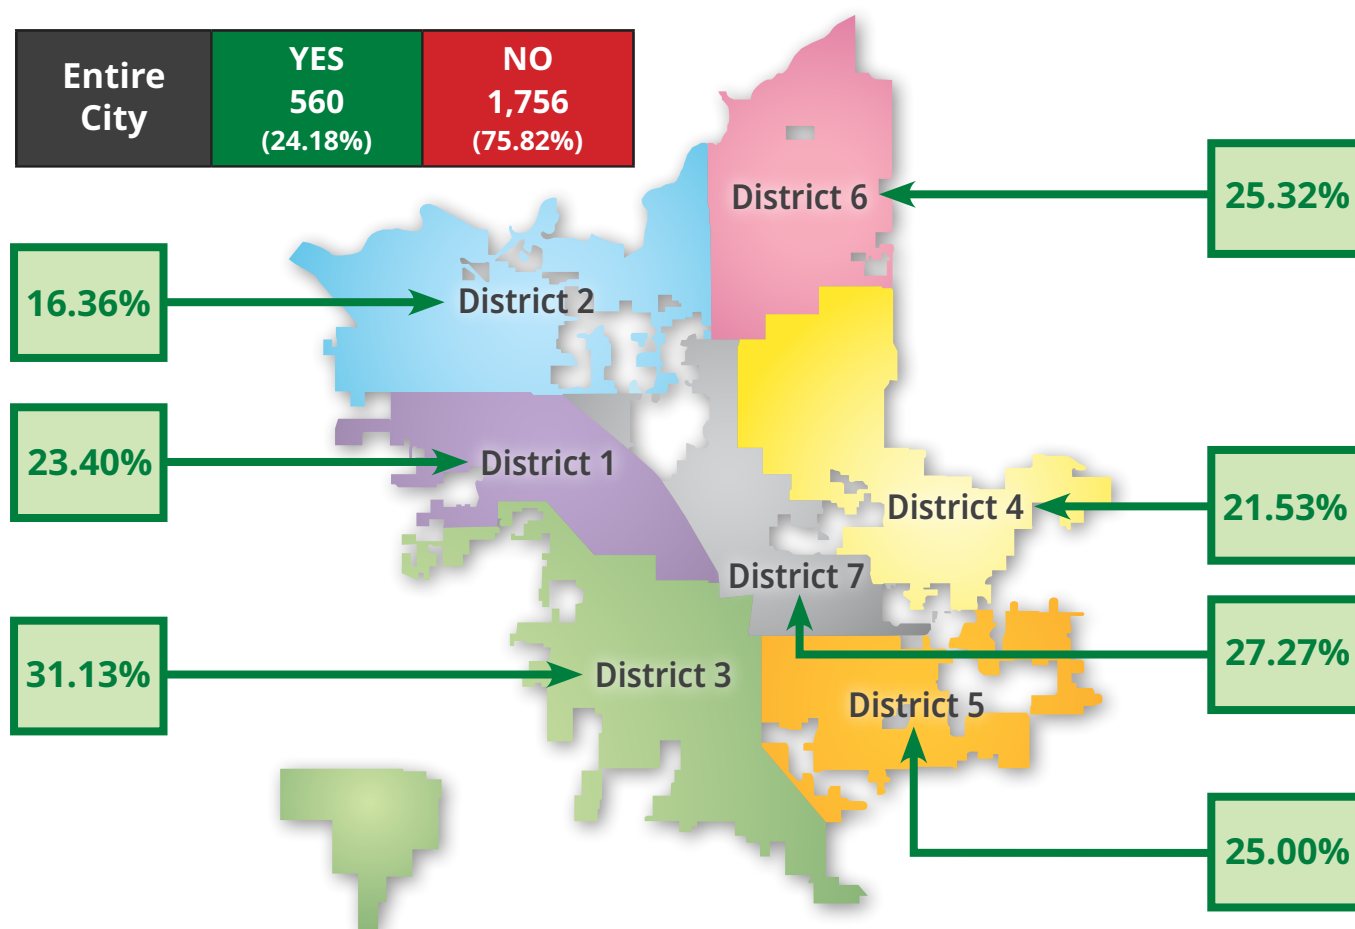 Entire
City
YES
560
(24.18%)
NO
1,756
(75.82%)
District 6
25.32%
16.36%
District 2
23.40%
District 1
District 4
21.53%
District 7
27.27%
31.13%
District 3
District 5
25.00%